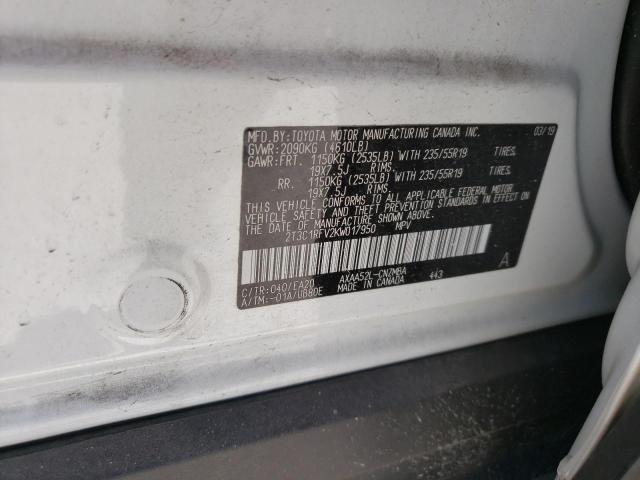 MFD.BY:TOYOTA MOTOR MANUFACTURING CANADA INC. 03/19
GVWR:2090KG (4610LB)
GAWR:FRT. 1150KG (2535LB) WITH 235/55R19 TIRES,
19X7.5J RIMS,
RR. 1150KG (2535LB) WITH 235/55R19 TIRES,
19X7.5J RIMS,
THIS VEHICLE CONFORMS TO ALL APPLICABLE FEDERAL MOTOR
VEHICLE SAFETY AND THEFT PREVENTION STANDARDS IN EFFECT
ON THE DATE OF MANUFACTURE SHOWN ABOVE.
2T3C1RFV2KW017950 MPV
A
C/TR:040/EA20 AXAA52L-CNZMBA 443
A/TM:-01A/UB80E MADE IN CANADA